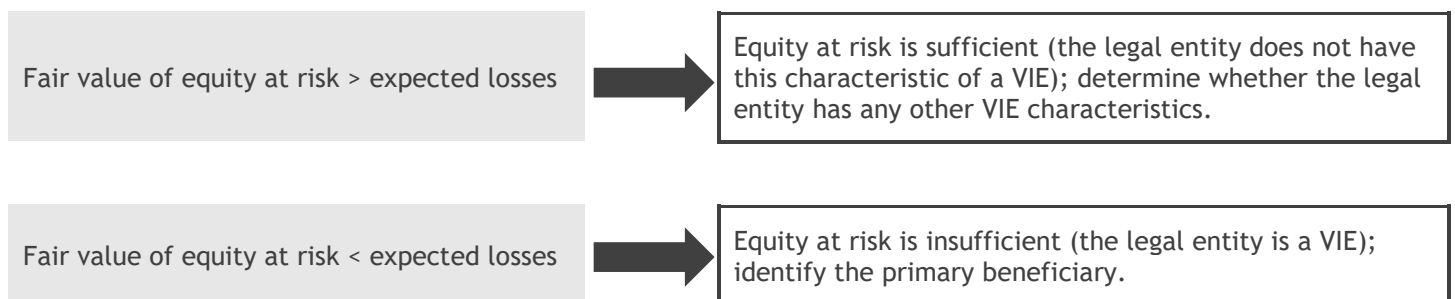 Fair value of equity at risk > expected losses
Equity at risk is sufficient (the legal entity does not have
this characteristic of a VIE); determine whether the legal
entity has any other VIE characteristics.
Fair value of equity at risk < expected losses
Equity at risk is insufficient (the legal entity is a VIE);
identify the primary beneficiary.